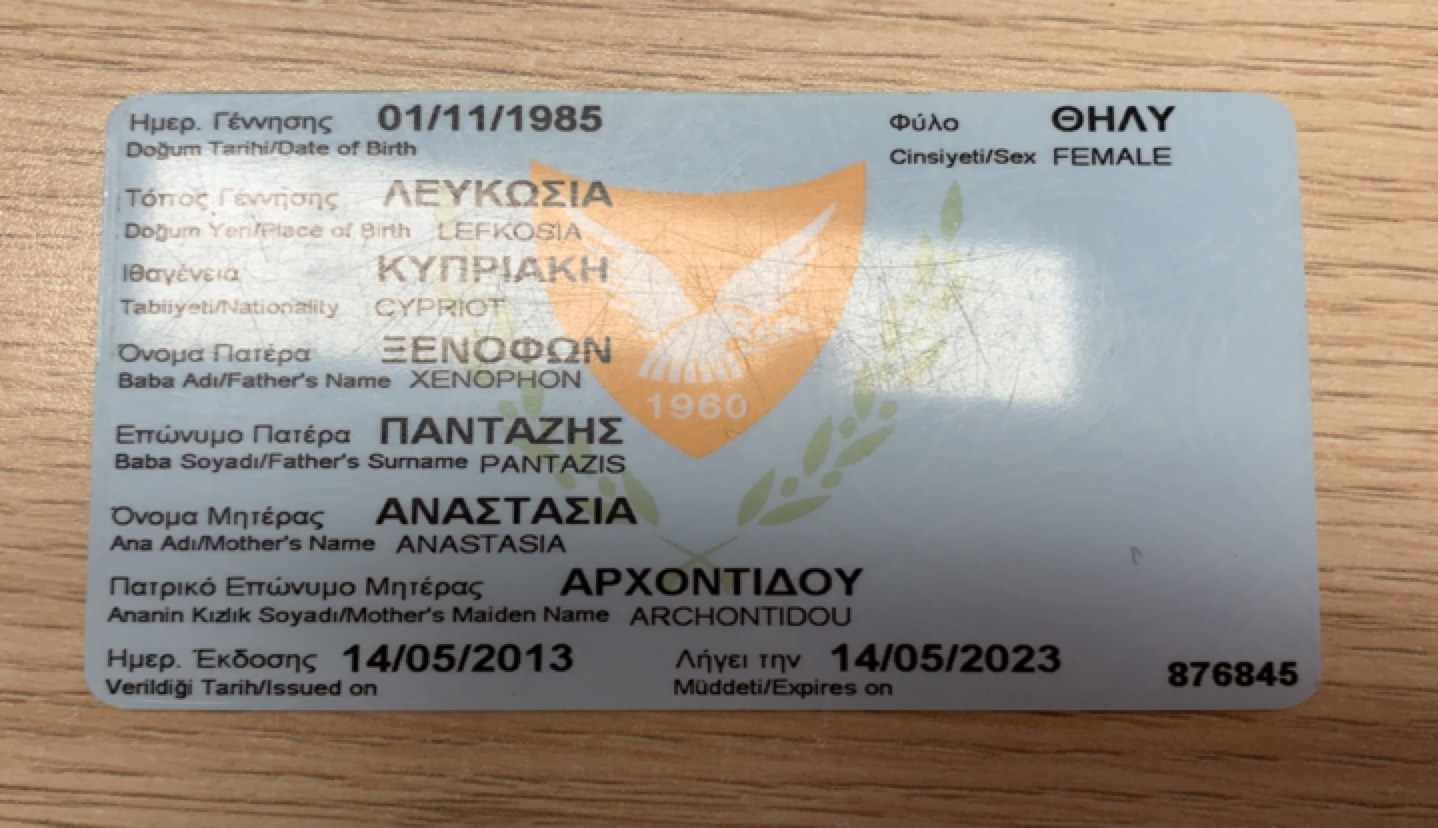 Ημερ. Γέννησης 01/11/1985 Φύλο ΘΗΛΥ
Doğum Tarihi/Date of Birth Cinsiyeti/Sex FEMALE
Τόπος Γέννησης ΛΕΥΚΩΣΙΑ
Doğum Yeri/Place of Birth LEFKOSIA
Ιθαγένεια ΚΥΠΡΙΑΚΗ
Tabiiyeti/Nationality CYPRIOT
Όνομα Πατέρα ΞΕΝΟΦΩΝ
Baba Adı/Father's Name XENOPHON
1960
Επώνυμο Πατέρα ΠΑΝΤΑΖΗΣ
Baba Soyadı/Father's Surname PANTAZIS
Όνομα Μητέρας ΑΝΑΣΤΑΣΙΑ
Ana Adı/Mother's Name ANASTASIA
Πατρικό Επώνυμο Μητέρας ΑΡΧΟΝΤΙΔΟΥ
Ananin Kızlık Soyadı/Mother's Maiden Name ARCHONTIDOU
Ημερ. Έκδοσης 14/05/2013 Λήγει την 14/05/2023
Verildiği Tarih/Issued on Müddeti/Expires on 876845